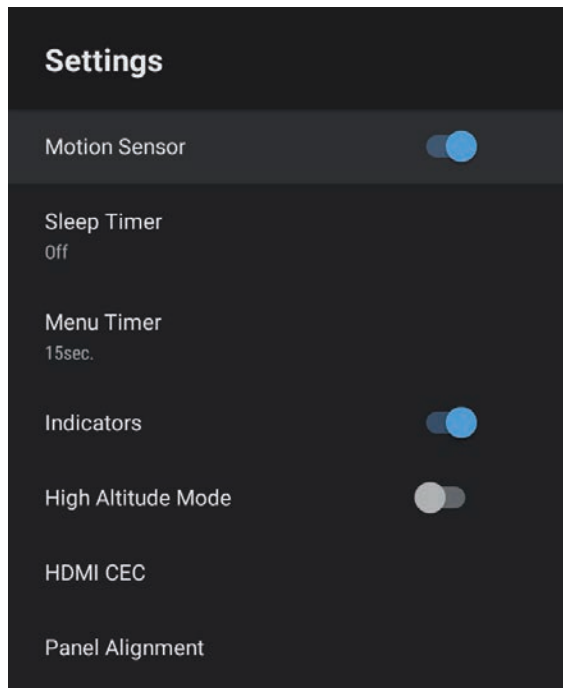 Settings
Motion Sensor
Sleep Timer
Off
Menu Timer
15sec.
Indicators
High Altitude Mode
HDMI CEC
Panel Alignment